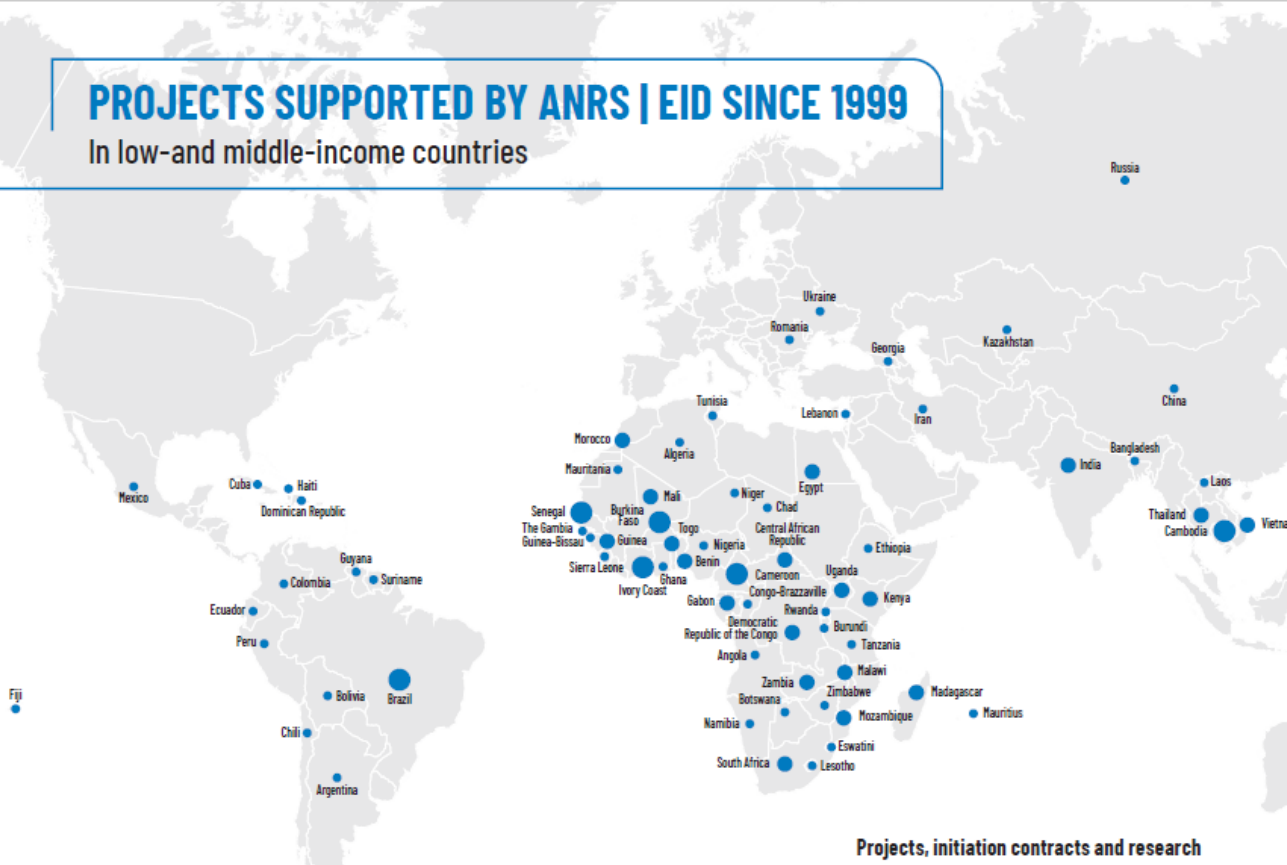 PROJECTS SUPPORTED BY ANRS | EID SINCE 1999
In low-and middle-income countries
Russia
Ukraine
Romania
Georgia
Kazakhstan
China
Tunisia
Lebanon
Iran
Morocco
Algeria
Bangladesh
India
Mauritania
Egypt
Laos
Mexico
Cuba
Haiti
Dominican Republic
Mali
Niger
Chad
Senegal
Burkina
Faso
The Gambia
Guinea-Bissau
Guinea
Togo
Central African
Republic
Thailand
Cambodia
Vietna
Nigeria
Ethiopia
Sierra Leone
Benin
Ghana
Ivory Coast
Cameroon
Uganda
Guyana
Suriname
Colombia
Congo-Brazzaville
Kenya
Gabon
Rwanda
Ecuador
Democratic
Republic of the Congo
Burundi
Peru
Tanzania
Angola
Malawi
Zambia
Zimbabwe
Madagascar
Fiji
Bolivia
Brazil
Botswana
Mozambique
Mauritius
Namibia
Chili
Eswatini
South Africa
Lesotho
Argentina
Projects, initiation contracts and research